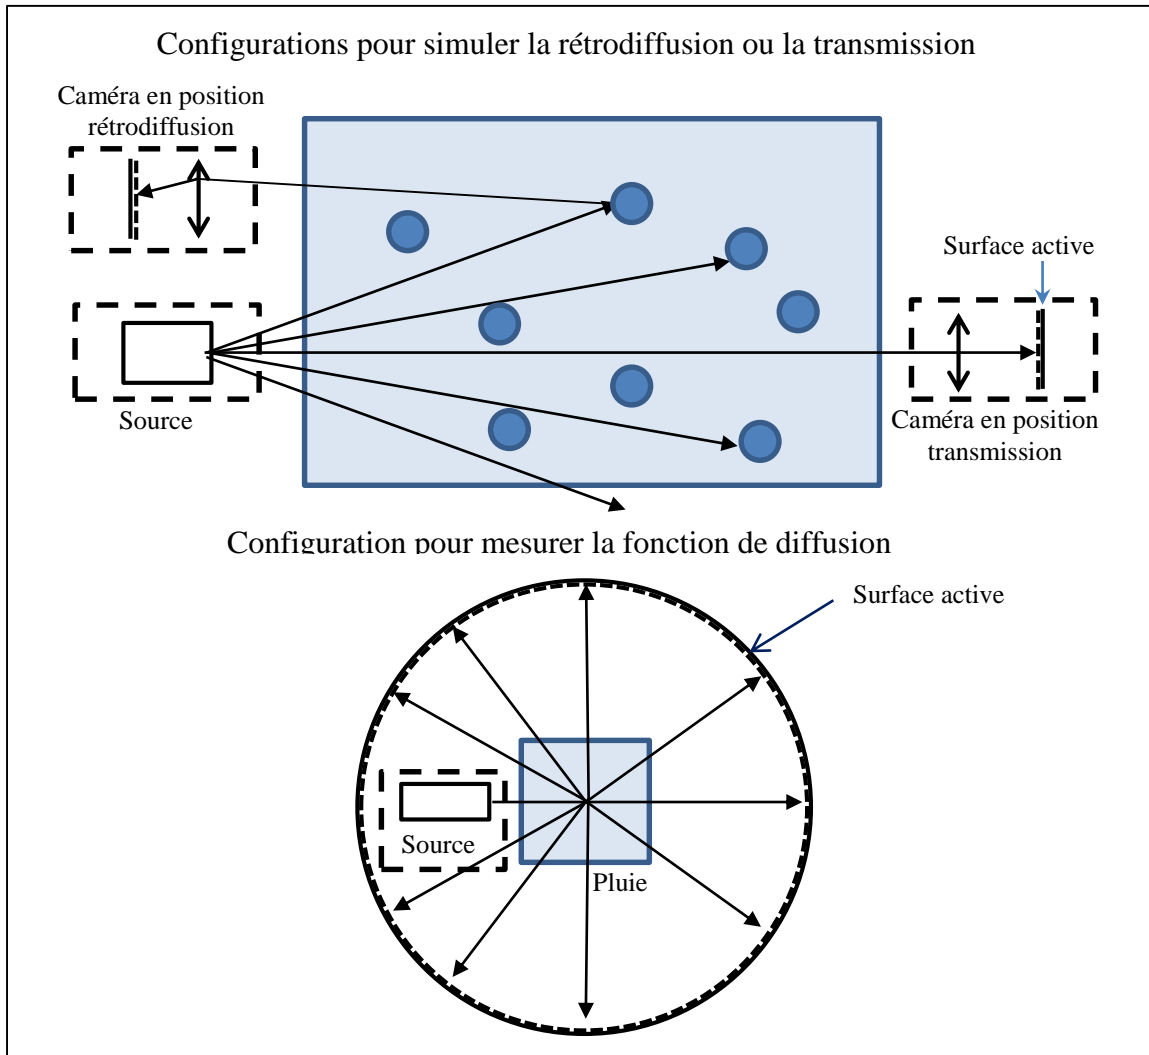 Configurations pour simuler la rétrodiffusion ou la transmission
Caméra en position
rétrodiffusion
Surface active
Source
Caméra en position
transmission
Configuration pour mesurer la fonction de diffusion
Surface active
Source
Pluie